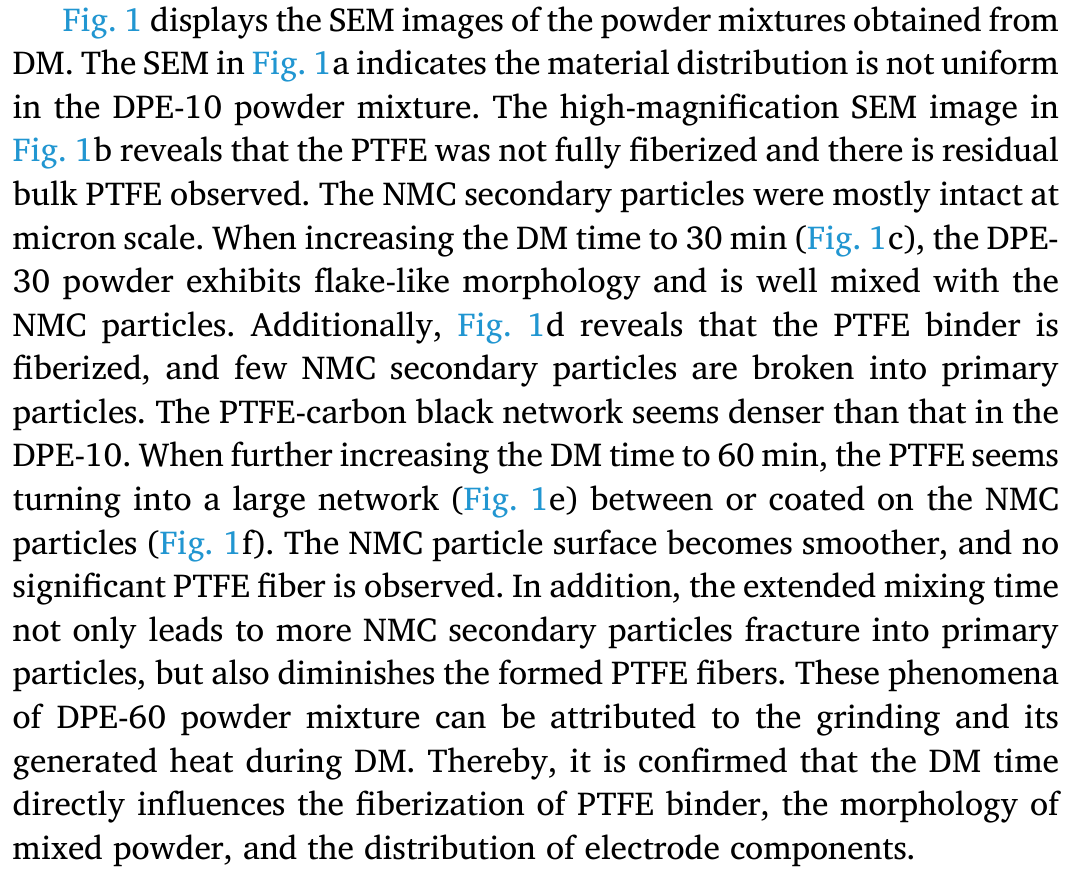 Fig. 1 displays the SEM images of the powder mixtures obtained from
DM. The SEM in Fig. 1a indicates the material distribution is not uniform
in the DPE-10 powder mixture. The high-magnification SEM image in
Fig. 1b reveals that the PTFE was not fully fiberized and there is residual
bulk PTFE observed. The NMC secondary particles were mostly intact at
micron scale. When increasing the DM time to 30 min (Fig. 1c), the DPE-
30 powder exhibits flake-like morphology and is well mixed with the
NMC particles. Additionally, Fig. 1d reveals that the PTFE binder is
fiberized, and few NMC secondary particles are broken into primary
particles. The PTFE-carbon black network seems denser than that in the
DPE-10. When further increasing the DM time to 60 min, the PTFE seems
turning into a large network (Fig. 1e) between or coated on the NMC
particles (Fig. 1f). The NMC particle surface becomes smoother, and no
significant PTFE fiber is observed. In addition, the extended mixing time
not only leads to more NMC secondary particles fracture into primary
particles, but also diminishes the formed PTFE fibers. These phenomena
of DPE-60 powder mixture can be attributed to the grinding and its
generated heat during DM. Thereby, it is confirmed that the DM time
directly influences the fiberization of PTFE binder, the morphology of
mixed powder, and the distribution of electrode components.